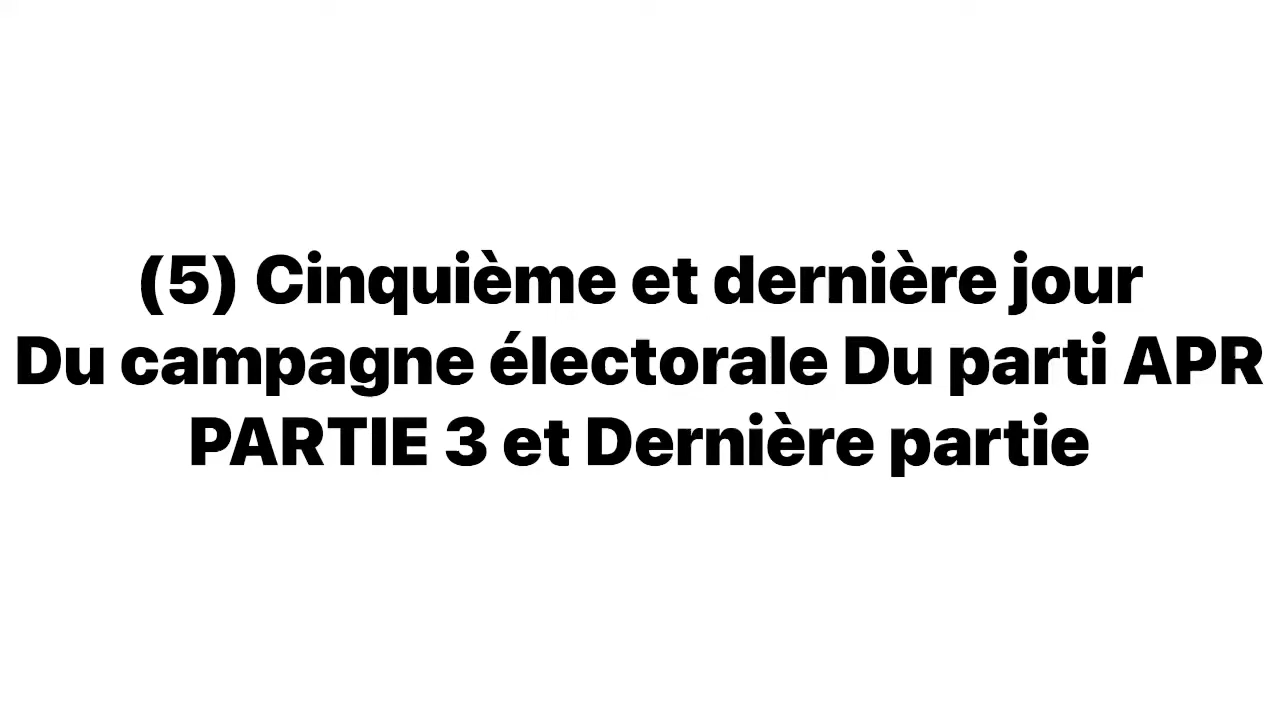 (5) Cinquième et dernière jour
Du campagne électorale Du parti APR
PARTIE 3 et Dernière partie